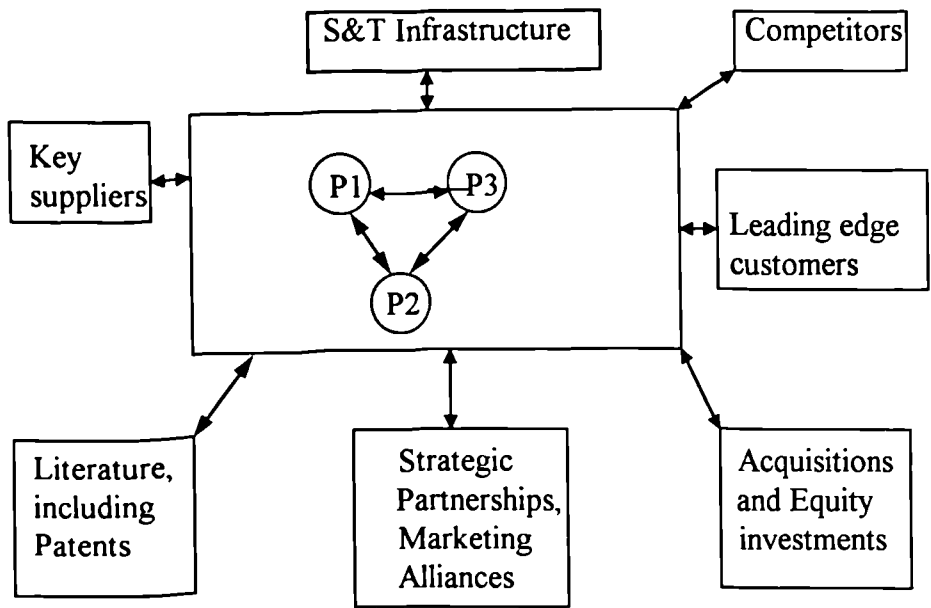 S&T Infrastructure
Competitors
Key
suppliers
P1
P3
P2
Leading edge
customers
Literature,
including
Patents
Strategic
Partnerships,
Marketing
Alliances
Acquisitions
and Equity
investments